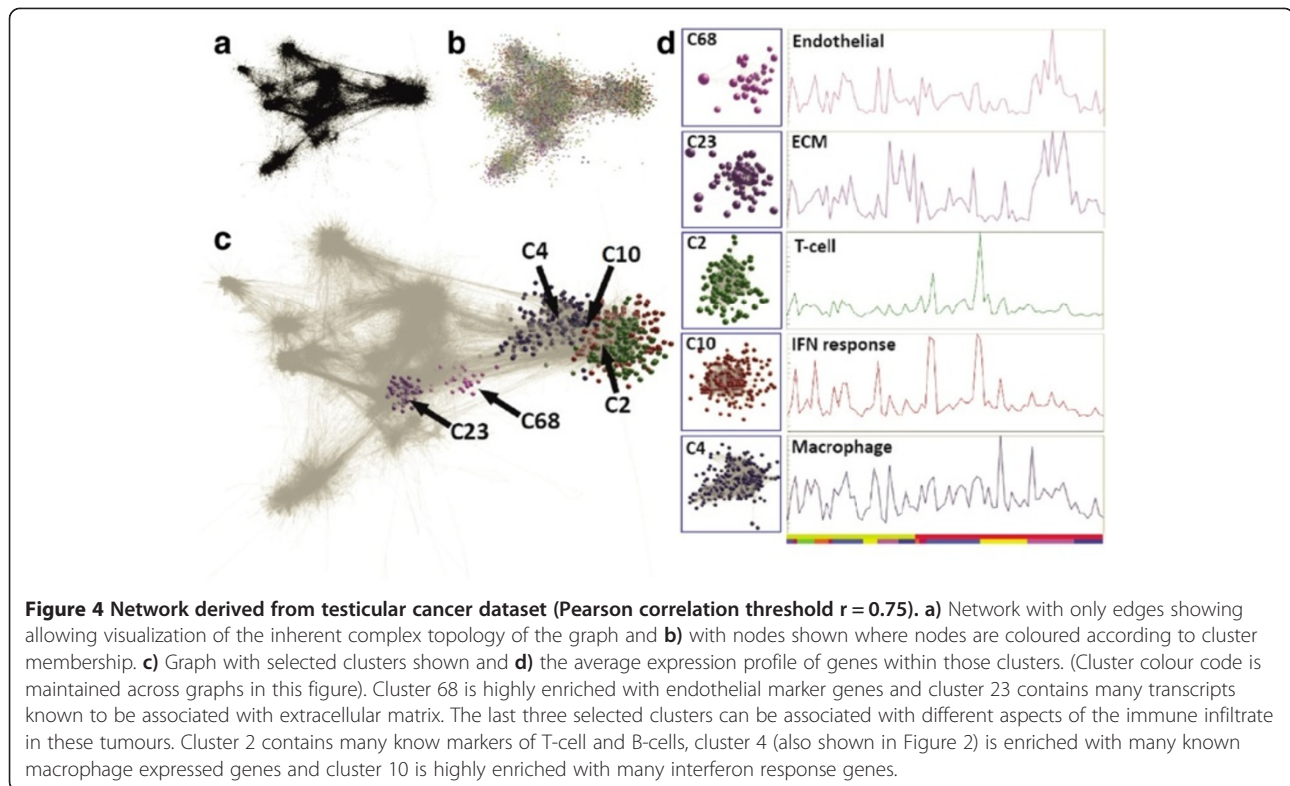 a
b
d
C68
Endothelial
C23
ECM
c
C4
C10
C2
T-cell
C10
IFN response
C2
C68
C23
C4
Macrophage
Figure 4 Network derived from testicular cancer dataset (Pearson correlation threshold r = 0.75). a) Network with only edges showing
allowing visualization of the inherent complex topology of the graph and b) with nodes shown where nodes are coloured according to cluster
membership. c) Graph with selected clusters shown and d) the average expression profile of genes within those clusters. (Cluster colour code is
maintained across graphs in this figure). Cluster 68 is highly enriched with endothelial marker genes and cluster 23 contains many transcripts
known to be associated with extracellular matrix. The last three selected clusters can be associated with different aspects of the immune infiltrate
in these tumours. Cluster 2 contains many know markers of T-cell and B-cells, cluster 4 (also shown in Figure 2) is enriched with many known
macrophage expressed genes and cluster 10 is highly enriched with many interferon response genes.